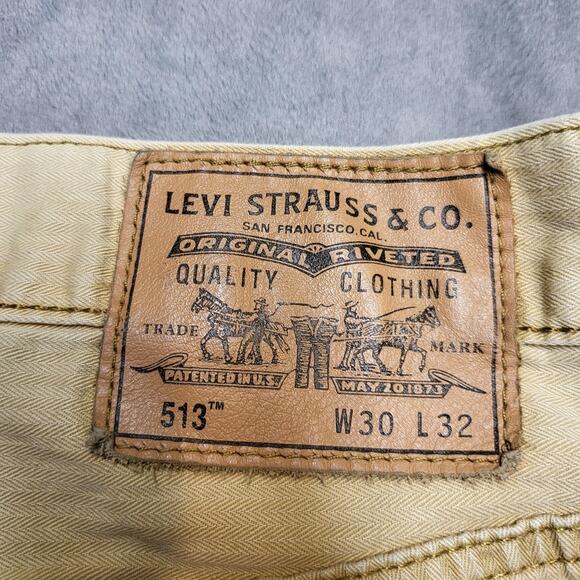 LEVI STRAUSS & CO.
SAN FRANCISCO, CAL.
ORIGINAL RIVETED
QUALITY CLOTHING
TRADE MARK
PATENTED IN U.S. MAY 20 1873
513™ W30 L32